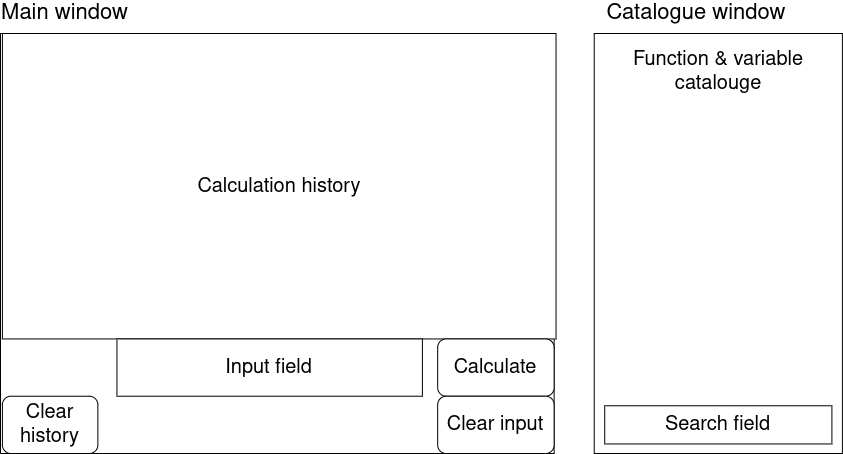 Main window
Calculation history
Input field
Calculate
Clear
history
Clear input
Catalogue window
Function & variable
catalouge
Search field